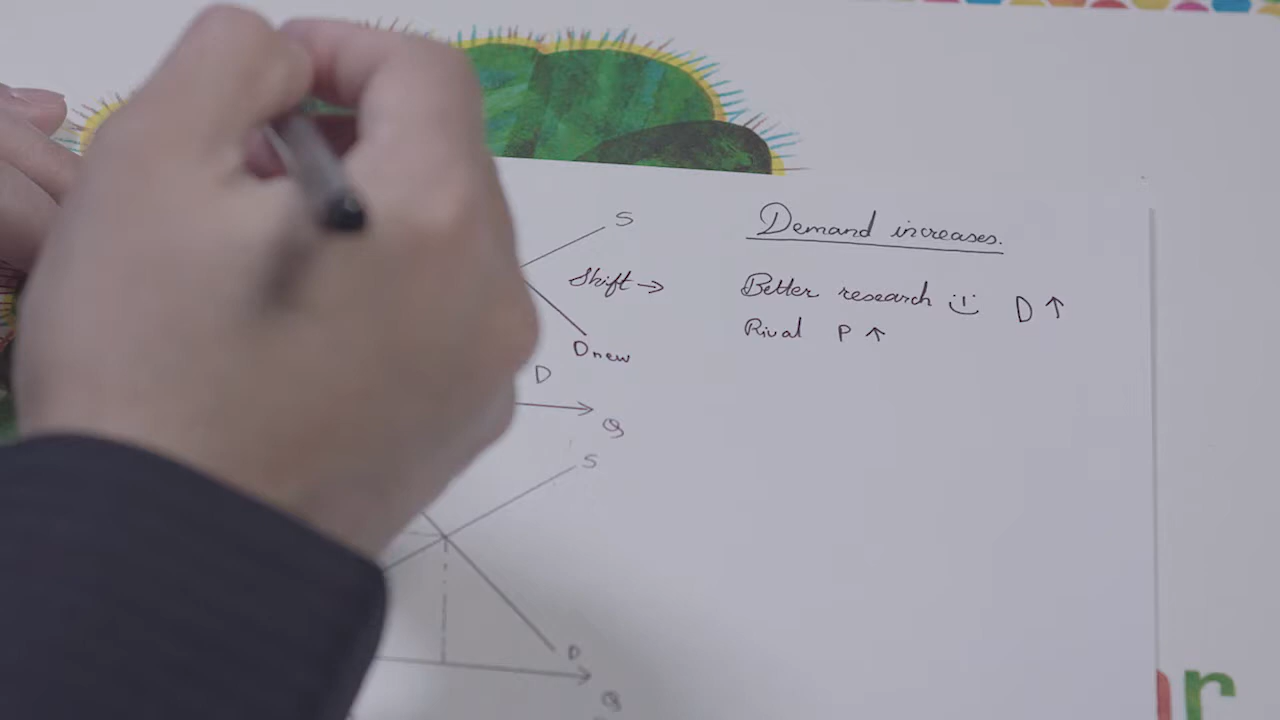 S
Demand increases.
Shift →
Better research D ↑
Rival P ↑
Dnew
D
Q
S
D
Q
r